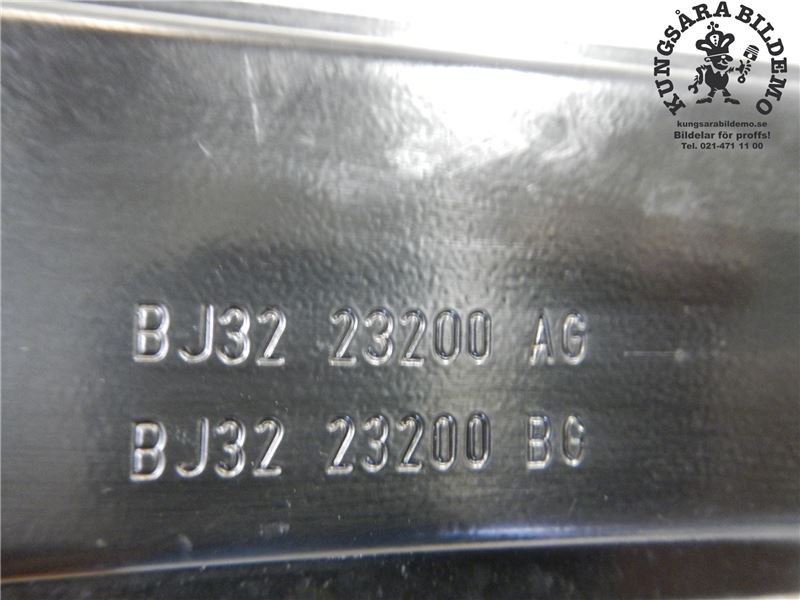 KUNGSÅRA BILDEMO
kungsarabildemo.se
Bildelar för proffs!
Tel. 021-471 11 00
BJ32 23200 AG
BJ32 23200 BG